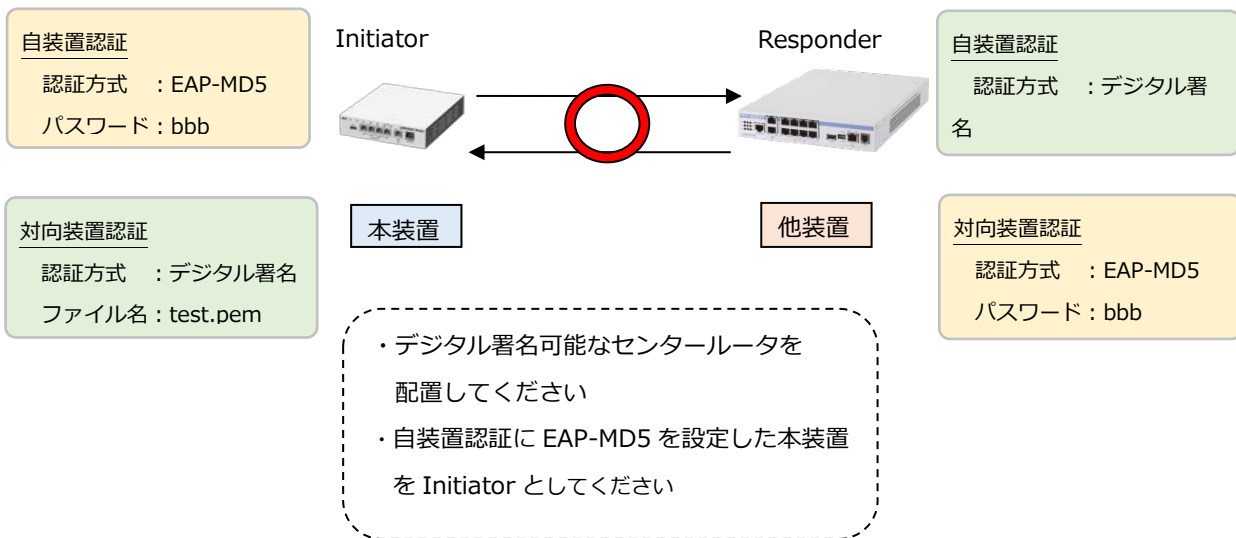 自装置認証
認証方式 ：EAP-MD5
パスワード：bbb
Initiator
Responder
自装置認証
認証方式 ：デジタル署
名
対向装置認証
認証方式 ：デジタル署名
ファイル名：test.pem
本装置
他装置
対向装置認証
認証方式 ：EAP-MD5
パスワード：bbb
・デジタル署名可能なセンタールータを
配置してください
・自装置認証に EAP-MD5 を設定した本装置
を Initiator としてください